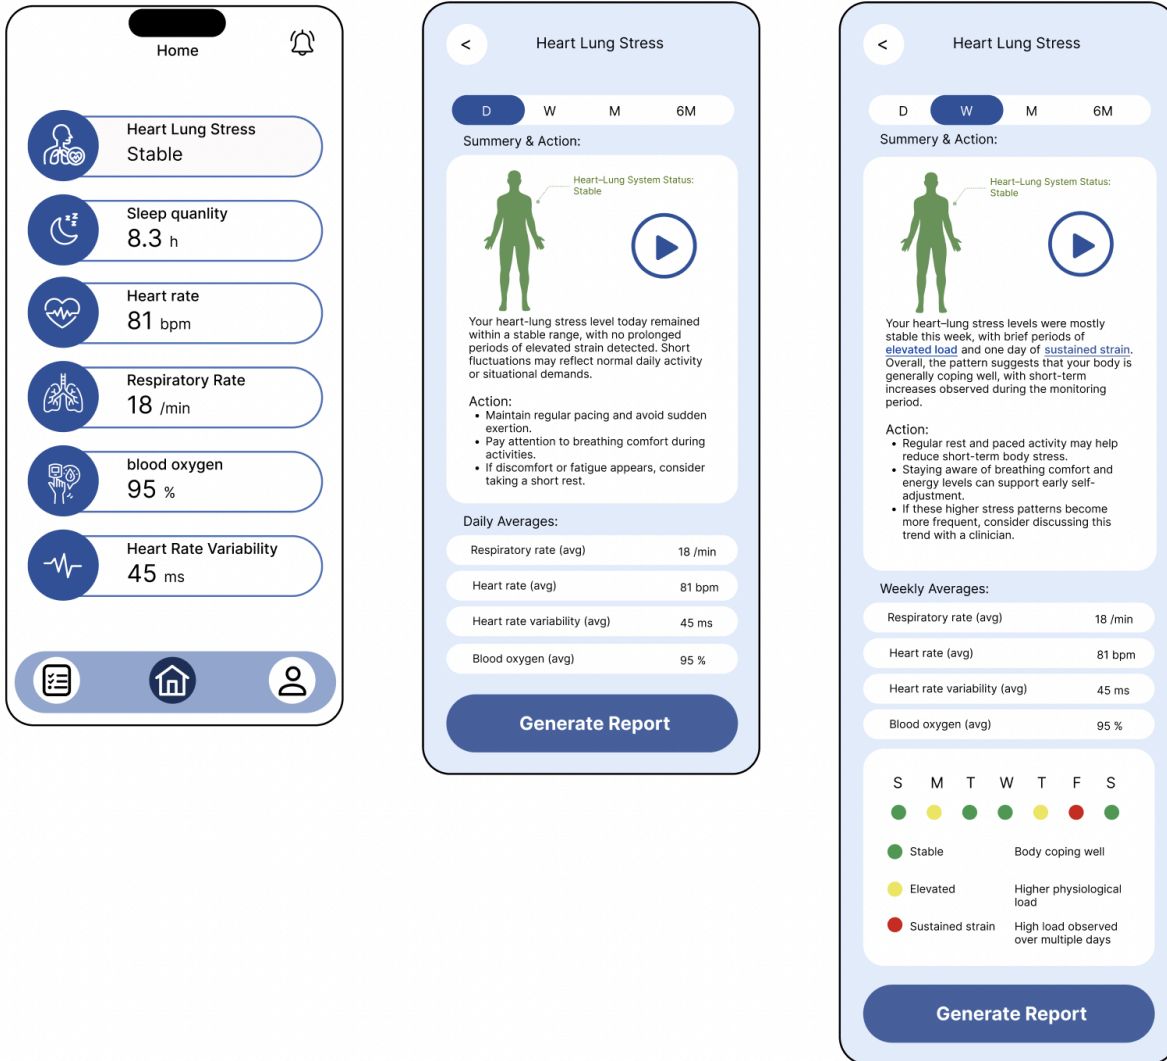 Home
Heart Lung Stress
Stable
Sleep quanlity
8.3 h
Heart rate
81 bpm
Respiratory Rate
18 /min
blood oxygen
95 %
Heart Rate Variability
45 ms
<
Heart Lung Stress
D W M 6M
Summery & Action:
Heart–Lung System Status:
Stable
Your heart-lung stress level today remained
within a stable range, with no prolonged
periods of elevated strain detected. Short
fluctuations may reflect normal daily activity
or situational demands.
Action:
• Maintain regular pacing and avoid sudden
exertion.
• Pay attention to breathing comfort during
activities.
• If discomfort or fatigue appears, consider
taking a short rest.
Daily Averages:
Respiratory rate (avg) 18 /min
Heart rate (avg) 81 bpm
Heart rate variability (avg) 45 ms
Blood oxygen (avg) 95 %
Generate Report
<
Heart Lung Stress
D W M 6M
Summery & Action:
Heart–Lung System Status:
Stable
Your heart–lung stress levels were mostly
stable this week, with brief periods of
elevated load and one day of sustained strain.
Overall, the pattern suggests that your body is
generally coping well, with short-term
increases observed during the monitoring
period.
Action:
• Regular rest and paced activity may help
reduce short-term body stress.
• Staying aware of breathing comfort and
energy levels can support early self-
adjustment.
• If these higher stress patterns become
more frequent, consider discussing this
trend with a clinician.
Weekly Averages:
Respiratory rate (avg) 18 /min
Heart rate (avg) 81 bpm
Heart rate variability (avg) 45 ms
Blood oxygen (avg) 95 %
S M T W T F S
Stable Body coping well
Elevated Higher physiological
load
Sustained strain High load observed
over multiple days
Generate Report